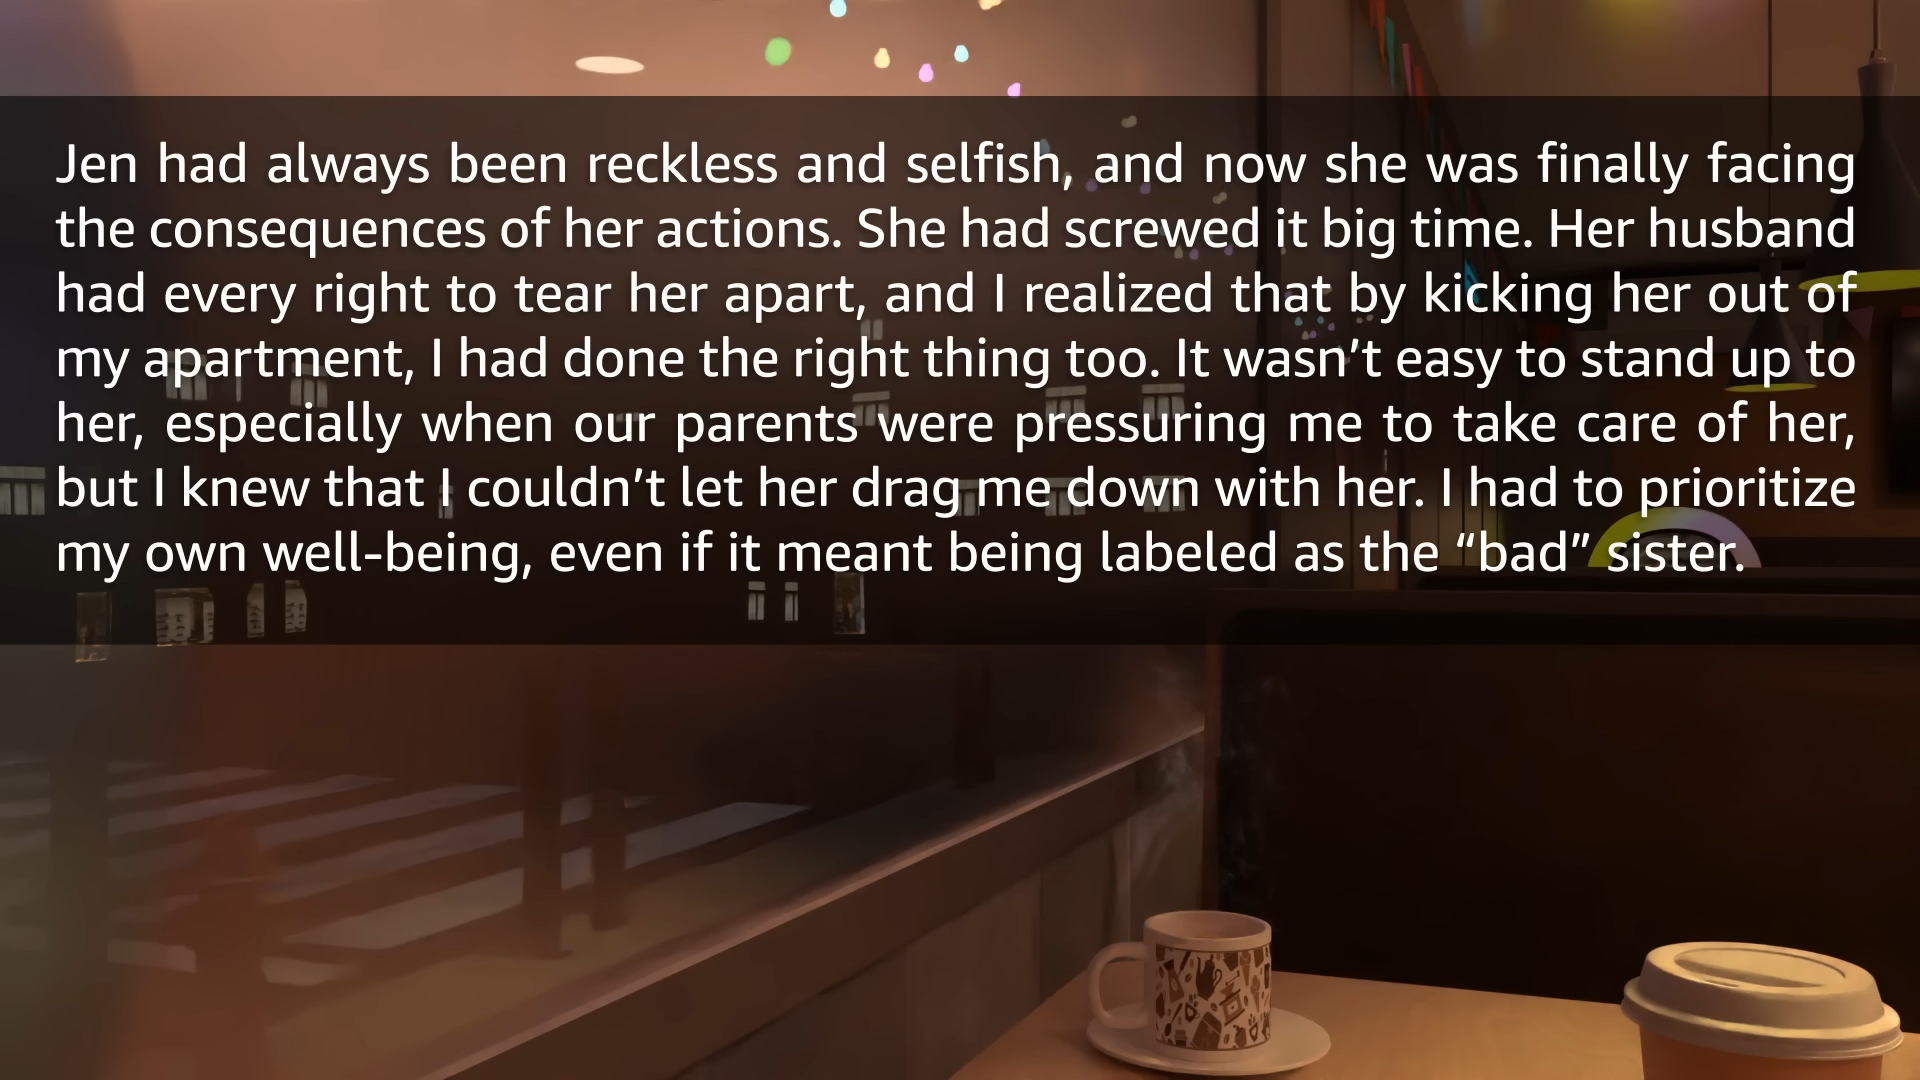 Jen had always been reckless and selfish, and now she was finally facing
the consequences of her actions. She had screwed it big time. Her husband
had every right to tear her apart, and I realized that by kicking her out of
my apartment, I had done the right thing too. It wasn’t easy to stand up to
her, especially when our parents were pressuring me to take care of her,
but I knew that I couldn’t let her drag me down with her. I had to prioritize
my own well-being, even if it meant being labeled as the “bad” sister.